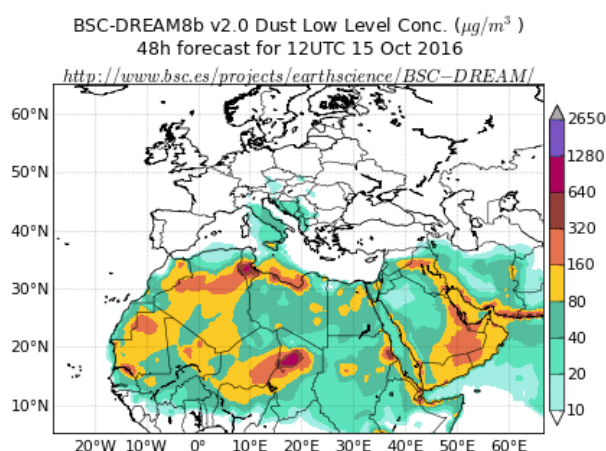 BSC-DREAM8b v2.0 Dust Low Level Conc. (μg/m³ )
48h forecast for 12UTC 15 Oct 2016
http://www.bsc.es/projects/earthscience/BSC−DREAM/
60°N
50°N
40°N
30°N
20°N
10°N
20°W 10°W 0° 10°E 20°E 30°E 40°E 50°E 60°E
2650
1280
640
320
160
80
40
20
10